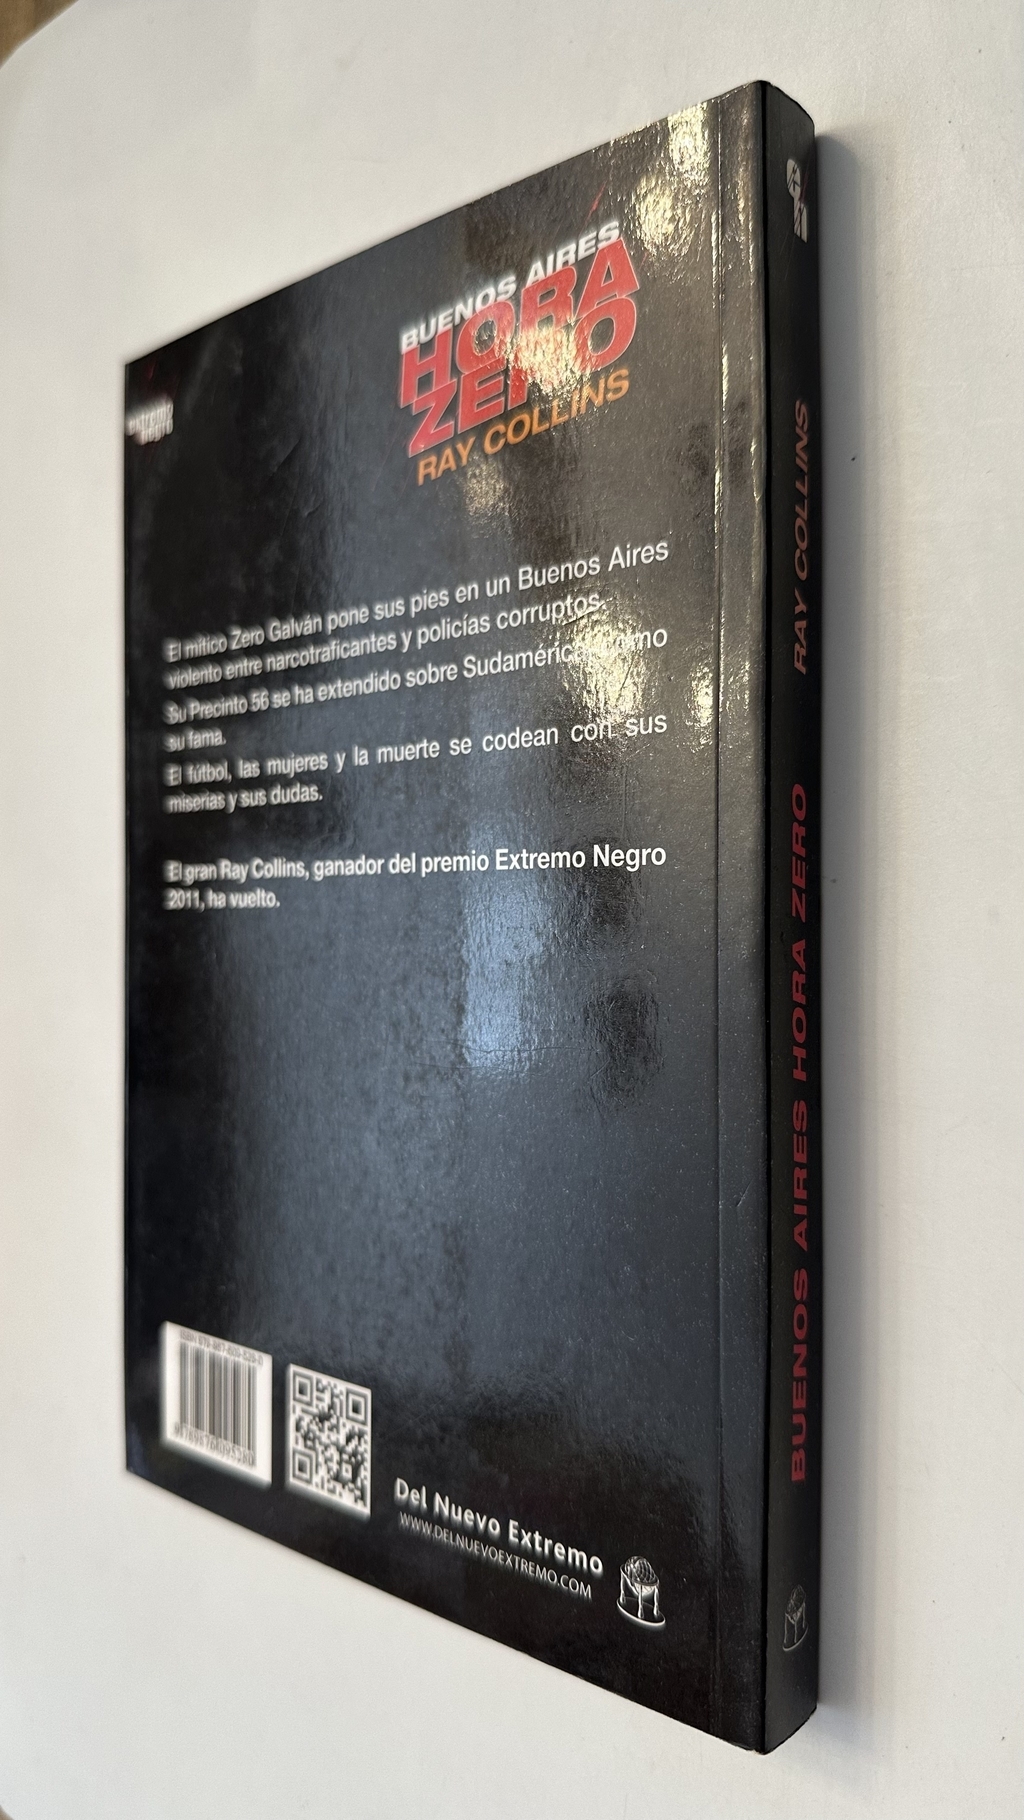 BUENOS AIRES
HORA
ZERO
RAY COLLINS
extremo
negro
El mítico Zero Galván pone sus pies en un Buenos Aires
violento entre narcotraficantes y policías corruptos.
Su Precinto 56 se ha extendido sobre Sudamérica como
su fama.
El fútbol, las mujeres y la muerte se codean con sus
miserias y sus dudas.
El gran Ray Collins, ganador del premio Extremo Negro
2011, ha vuelto.
Del Nuevo Extremo
WWW.DELNUEVOEXTREMO.COM
BUENOS AIRES HORA ZERO RAY COLLINS